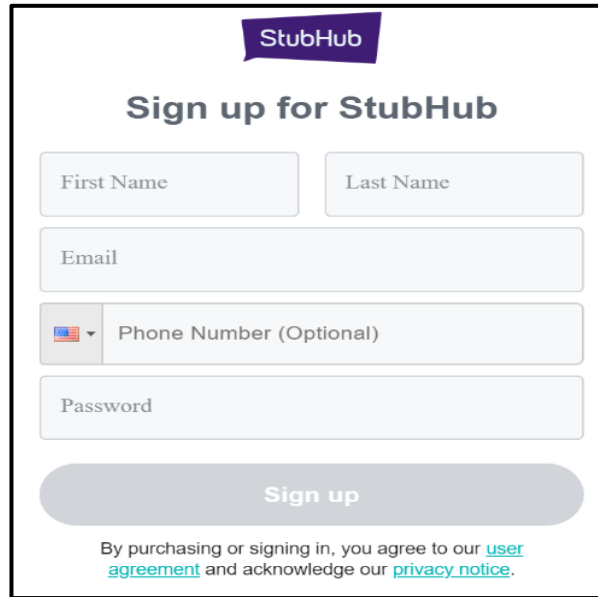 StubHub
Sign up for StubHub
First Name Last Name
Email
Phone Number (Optional)
Password
Sign up
By purchasing or signing in, you agree to our user
agreement and acknowledge our privacy notice.